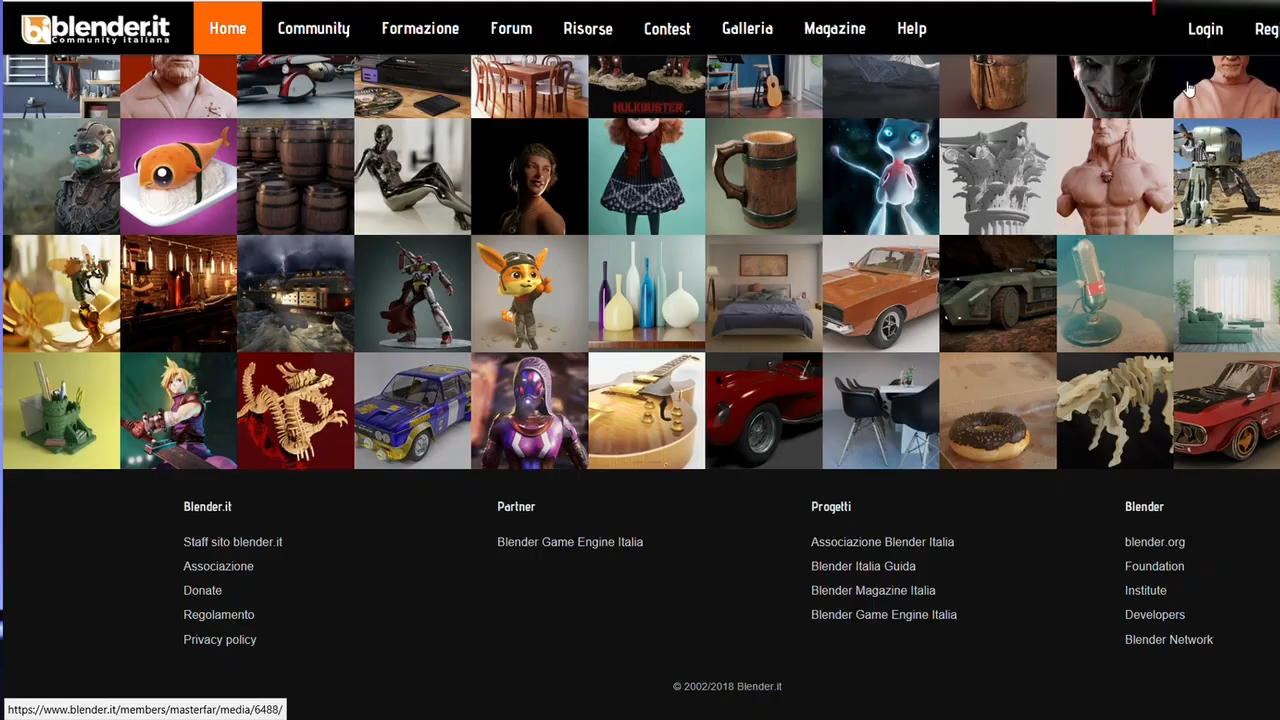 blender.it
Community Italiana
Home
Community
Formazione
Forum
Risorse
Contest
Galleria
Magazine
Help
Login
Reg
HULKBUSTER
Blender.it
Staff sito blender.it
Associazione
Donate
Regolamento
Privacy policy
Partner
Blender Game Engine Italia
Progetti
Associazione Blender Italia
Blender Italia Guida
Blender Magazine Italia
Blender Game Engine Italia
Blender
blender.org
Foundation
Institute
Developers
Blender Network
© 2002/2018 Blender.it
https://www.blender.it/members/masterfar/media/6488/